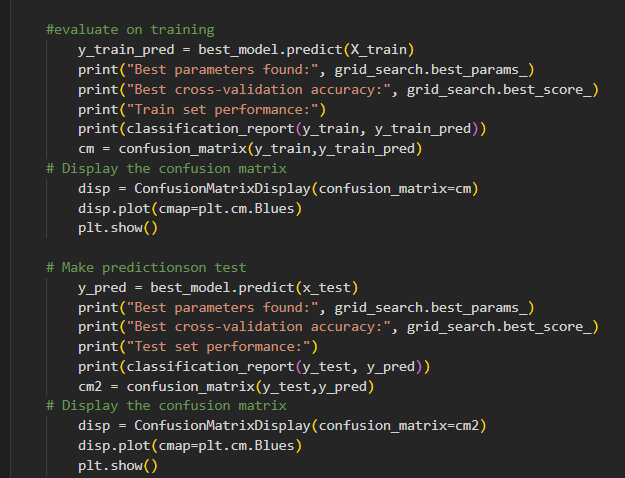 #evaluate on training
y_train_pred = best_model.predict(X_train)
print("Best parameters found:", grid_search.best_params_)
print("Best cross-validation accuracy:", grid_search.best_score_)
print("Train set performance:")
print(classification_report(y_train, y_train_pred))
cm = confusion_matrix(y_train,y_train_pred)
# Display the confusion matrix
disp = ConfusionMatrixDisplay(confusion_matrix=cm)
disp.plot(cmap=plt.cm.Blues)
plt.show()
# Make predictionson test
y_pred = best_model.predict(x_test)
print("Best parameters found:", grid_search.best_params_)
print("Best cross-validation accuracy:", grid_search.best_score_)
print("Test set performance:")
print(classification_report(y_test, y_pred))
cm2 = confusion_matrix(y_test,y_pred)
# Display the confusion matrix
disp = ConfusionMatrixDisplay(confusion_matrix=cm2)
disp.plot(cmap=plt.cm.Blues)
plt.show()